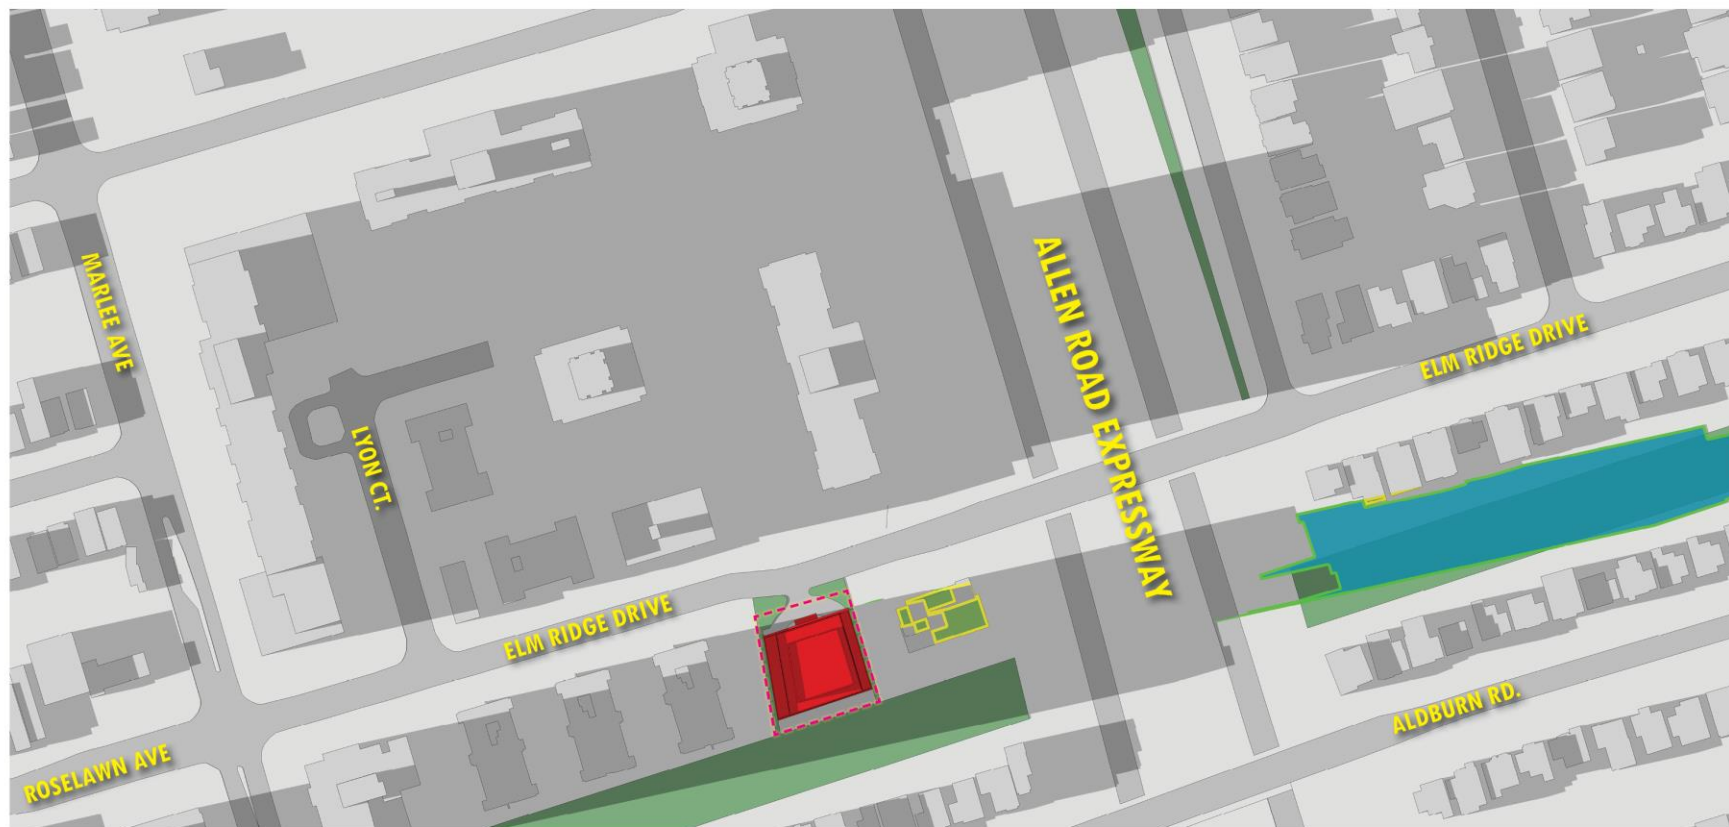 MARLEE AVE
ALLEN ROAD EXPRESSWAY
ELM RIDGE DRIVE
LYON CT.
ELM RIDGE DRIVE
ALDBURN RD.
ROSELAWN AVE